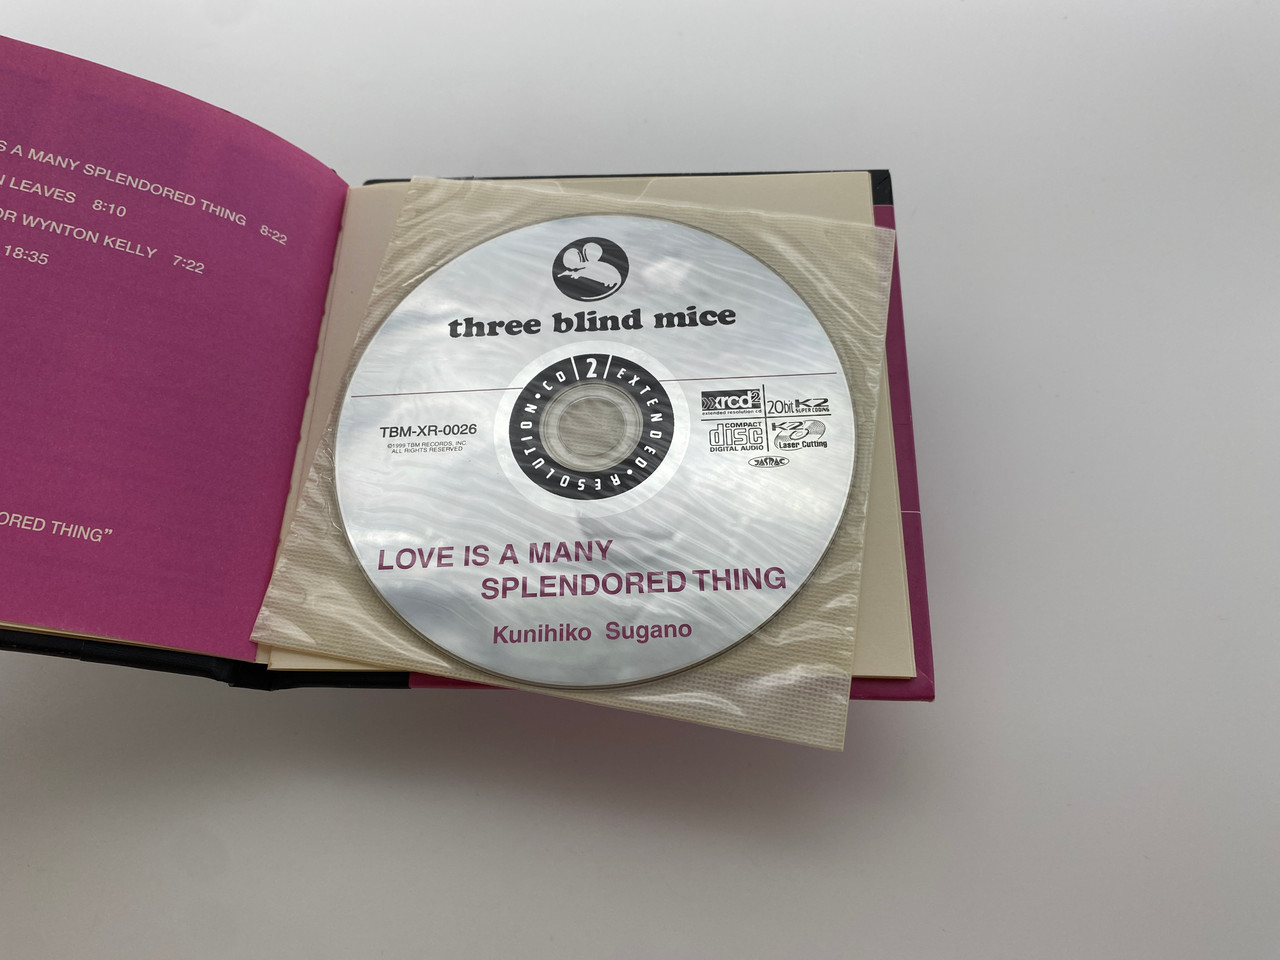 S A MANY SPLENDORED THING 8:22
N LEAVES 8:10
OR WYNTON KELLY 7:22
18:35
ORED THING”
three blind mice
CD 2 EXTENDED • RESOLUTION •
TBM-XR-0026
©1999 TBM RECORDS, INC.
ALL RIGHTS RESERVED
xrcd2
extended resolution cd
20bit K2
SUPER CODING
COMPACT
disc
DIGITAL AUDIO
K2
Laser Cutting
JASRAC
LOVE IS A MANY
SPLENDORED THING
Kunihiko Sugano